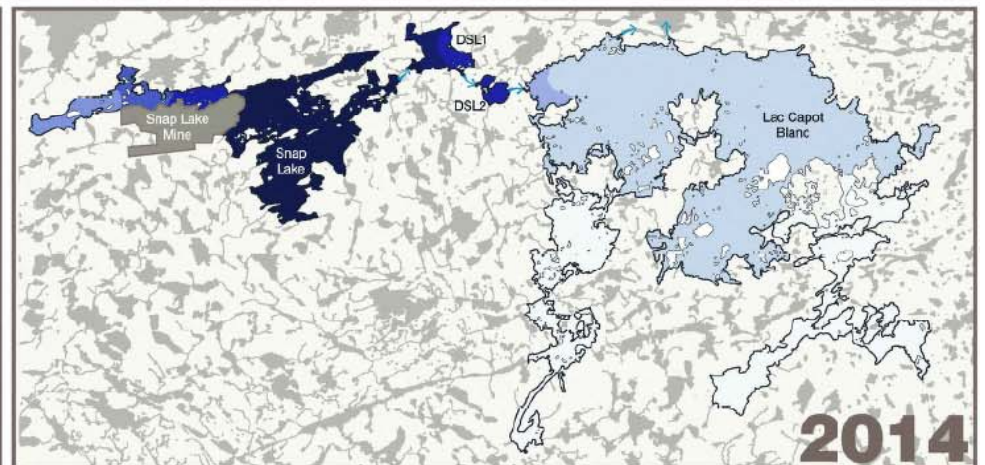 DSL1
DSL2
Snap Lake
Mine
Snap
Lake
Lac Capot
Blanc
2014